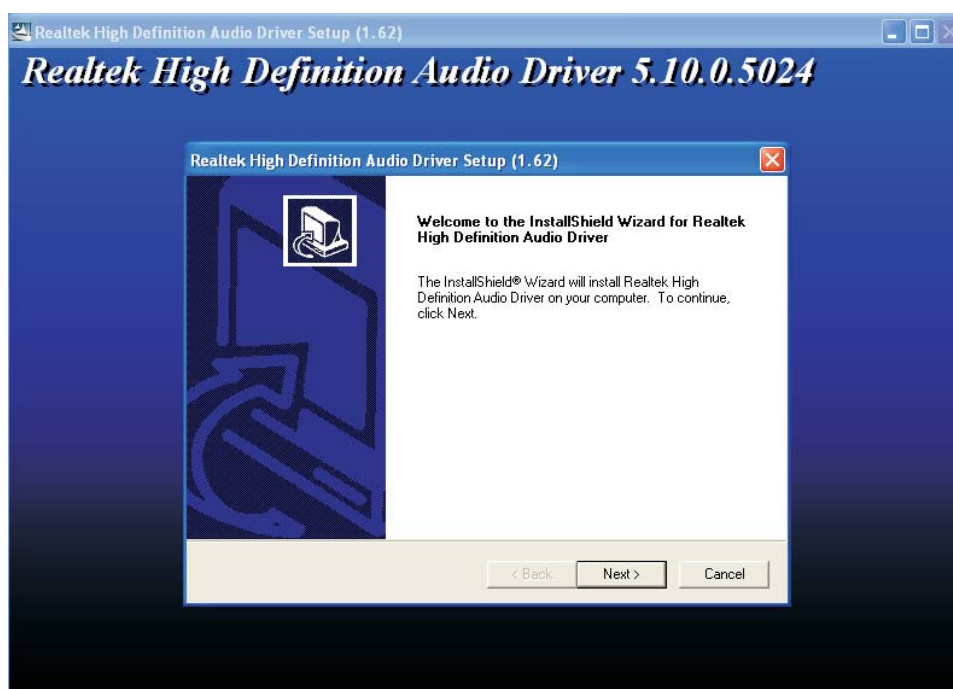 Realtek High Definition Audio Driver Setup (1.62)
Realtek High Definition Audio Driver 5.10.0.5024
Realtek High Definition Audio Driver Setup (1.62)
Welcome to the InstallShield Wizard for Realtek
High Definition Audio Driver
The InstallShield® Wizard will install Realtek High
Definition Audio Driver on your computer. To continue,
click Next.
< Back Next > Cancel